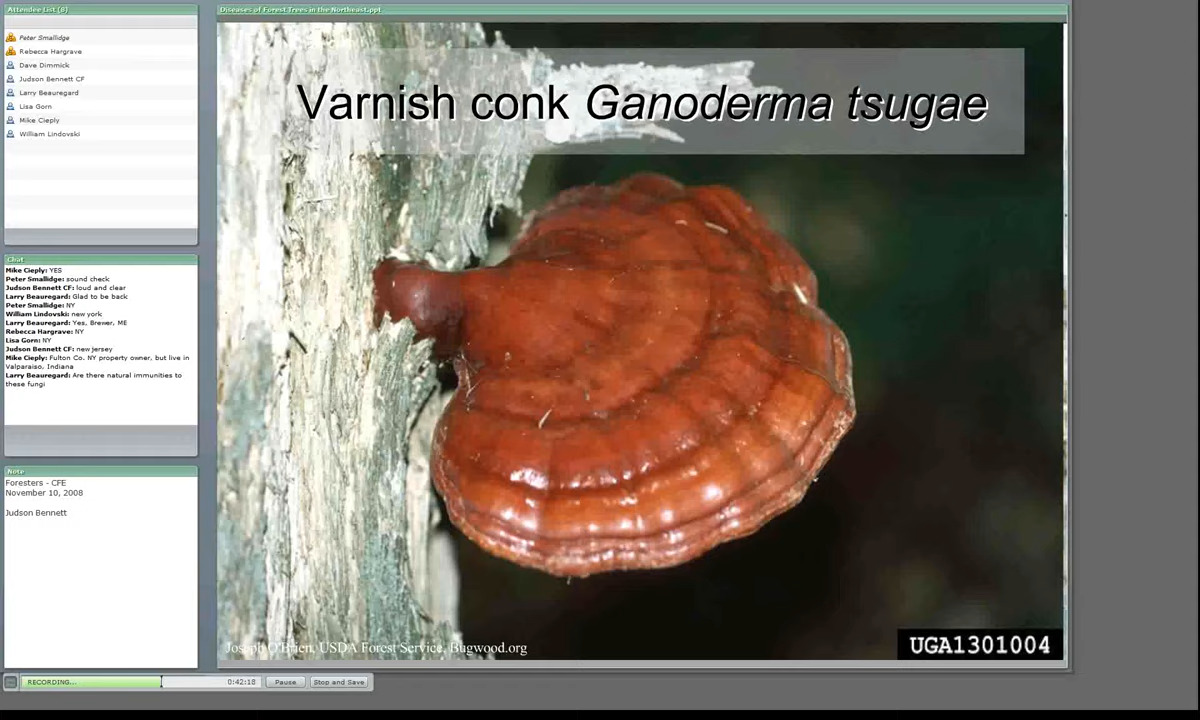 Attendee List (8)
Peter Smallidge
Rebecca Hargrave
Dave Dimmick
Judson Bennett CF
Larry Beauregard
Lisa Gorn
Mike Cieply
William Lindovski
Chat
Mike Cieply: YES
Peter Smallidge: sound check
Judson Bennett CF: loud and clear
Larry Beauregard: Glad to be back
Peter Smallidge: NY
William Lindovski: new york
Larry Beauregard: Yes, Brewer, ME
Rebecca Hargrave: NY
Lisa Gorn: NY
Judson Bennett CF: new jersey
Mike Cieply: Fulton Co. NY property owner, but live in
Valparaiso, Indiana
Larry Beauregard: Are there natural immunities to
these fungi
Note
Foresters - CFE
November 10, 2008
Judson Bennett
Diseases of Forest Trees in the Northeast.ppt
Varnish conk Ganoderma tsugae
Joseph O'Brien, USDA Forest Service, Bugwood.org
UGA1301004
RECORDING...
0:42:18
Pause
Stop and Save